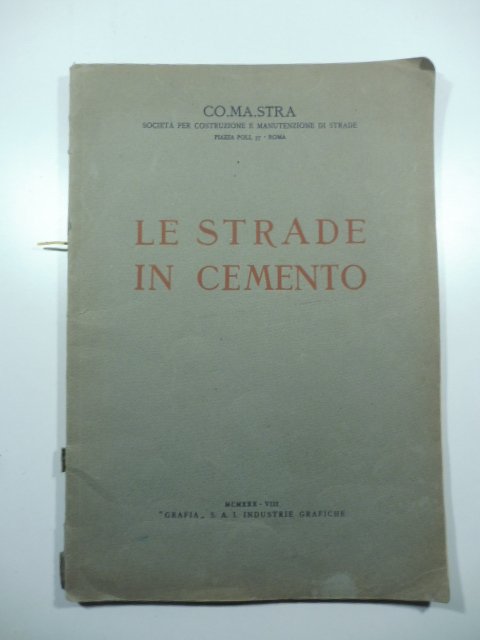 CO.MA.STRA
SOCIETÀ PER COSTRUZIONE E MANUTENZIONE DI STRADE
PIAZZA POLI, 37 - ROMA
LE STRADE
IN CEMENTO
MCMXXX - VIII
"GRAFIA„ S. A. I. INDUSTRIE GRAFICHE